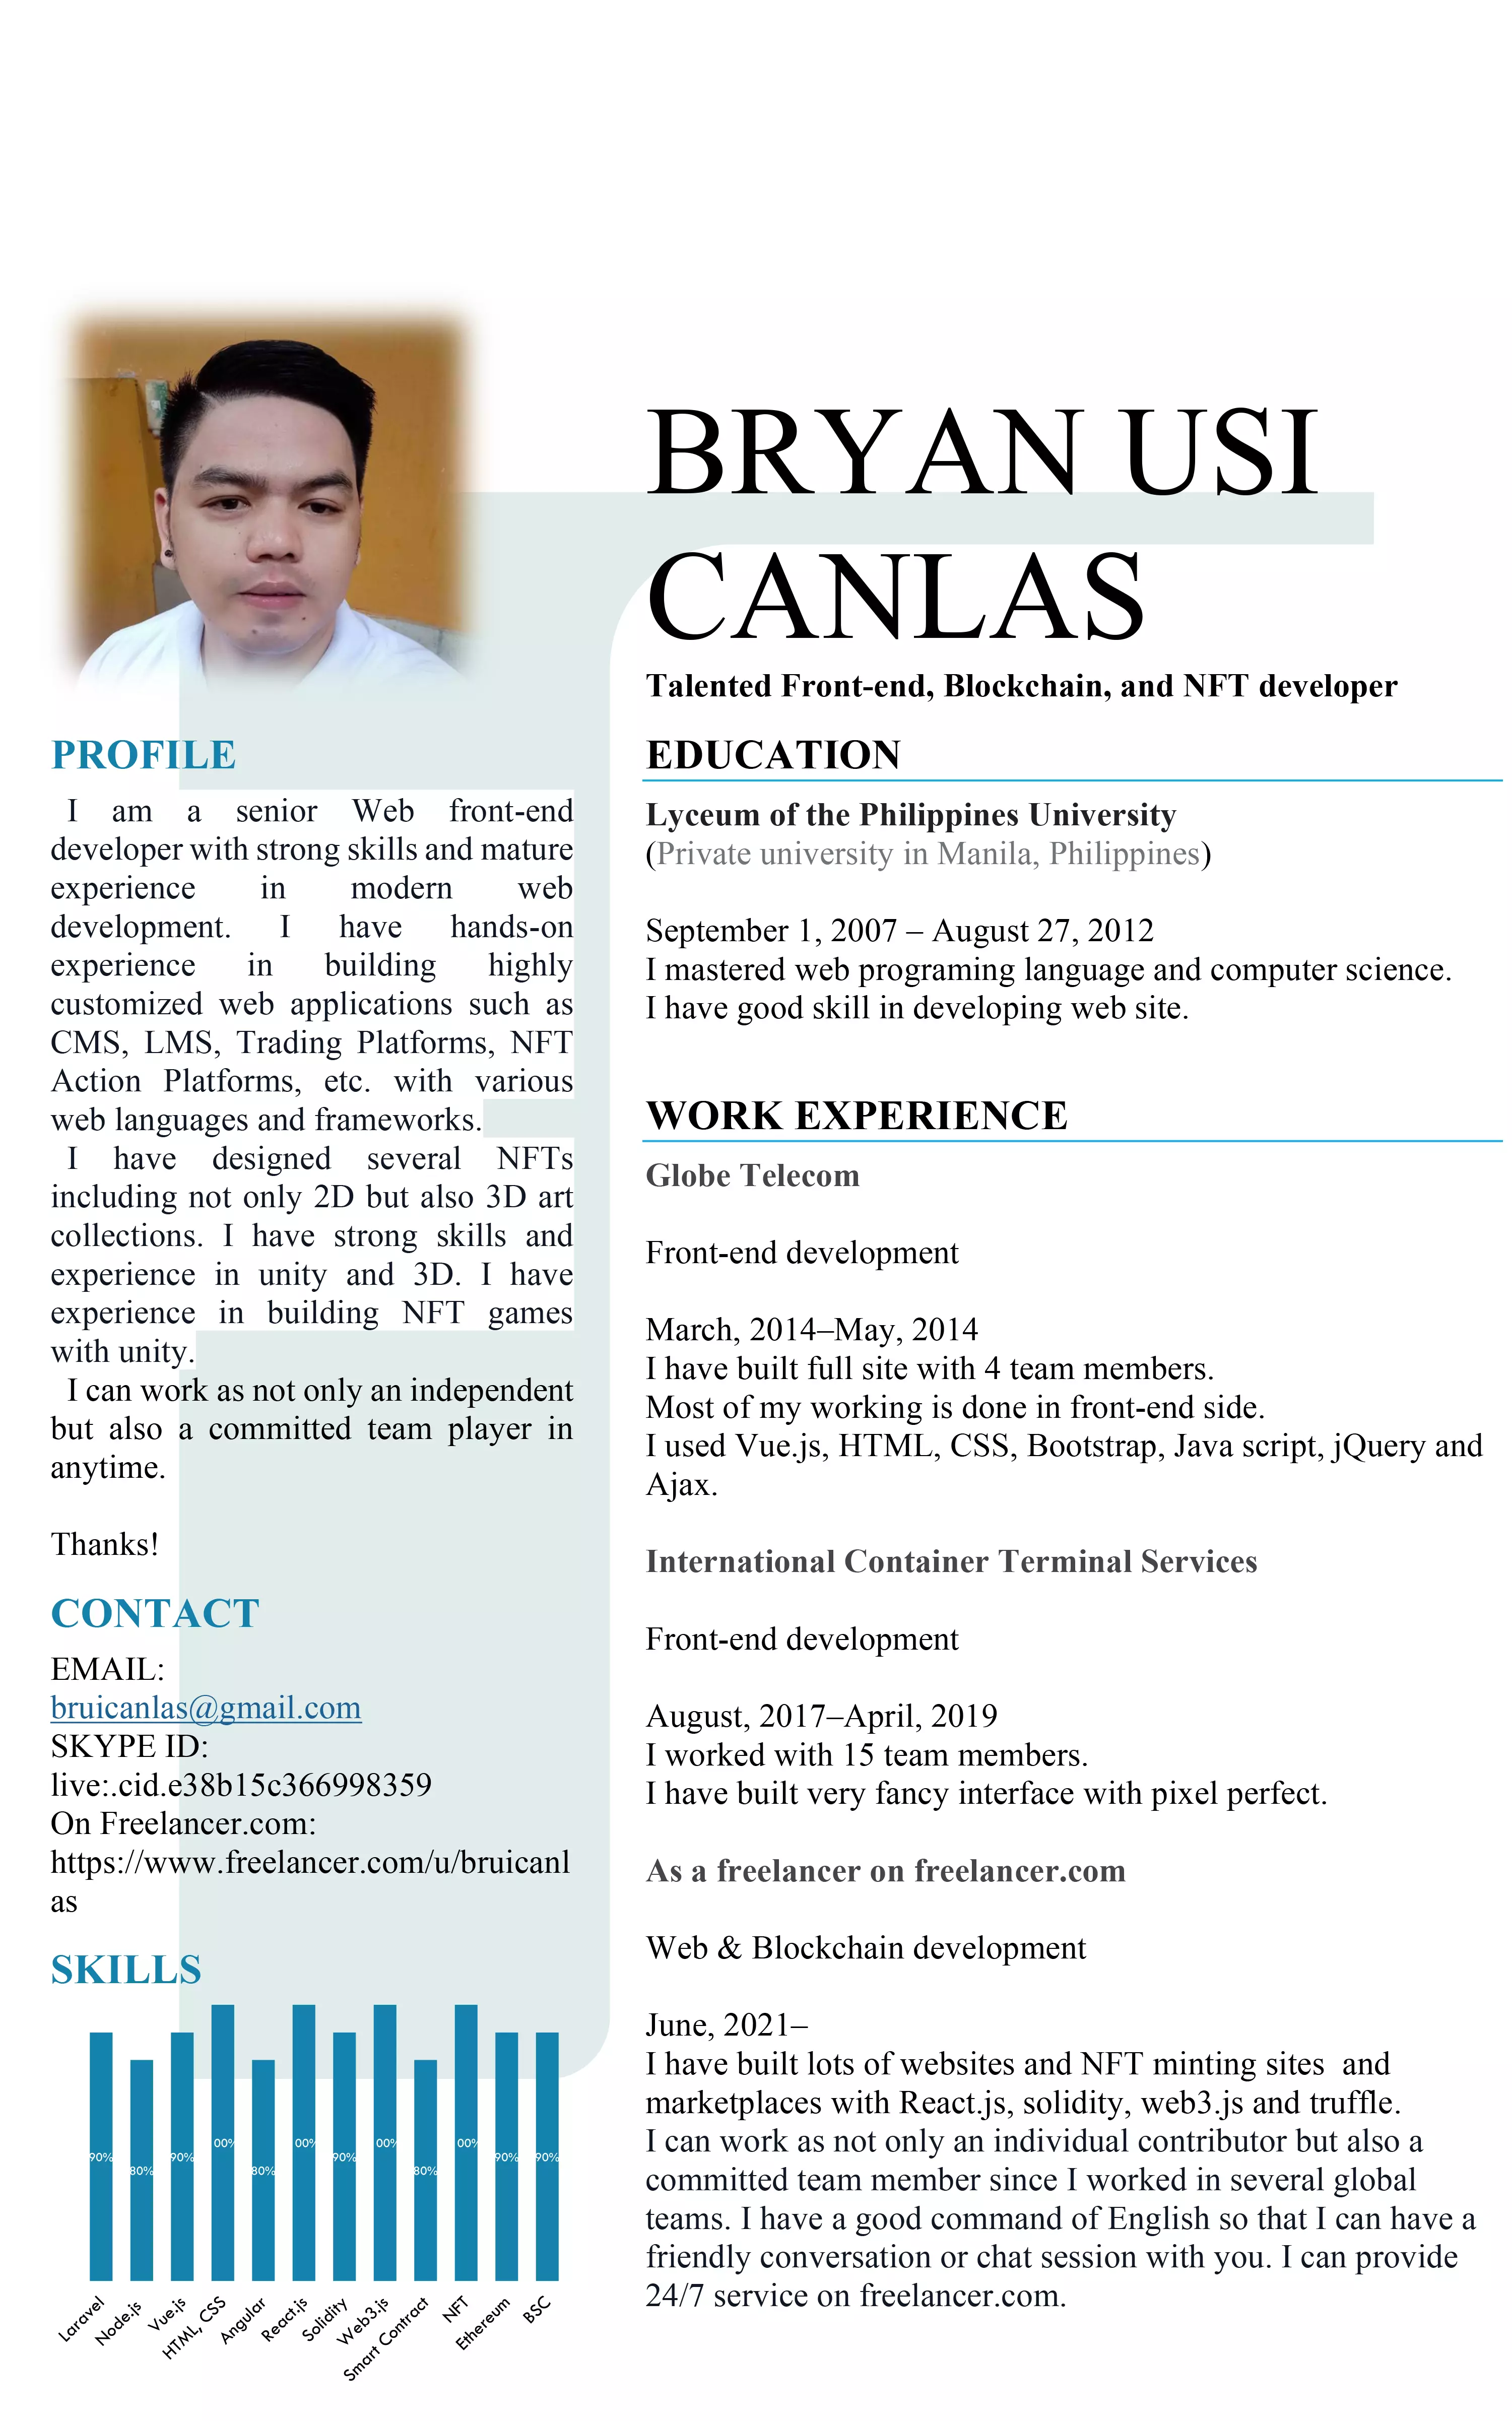 BRYAN USI
CANLAS
Talented Front-end, Blockchain, and NFT developer
PROFILE
I am a senior Web front-end
developer with strong skills and mature
experience in modern web
development. I have hands-on
experience in building highly
customized web applications such as
CMS, LMS, Trading Platforms, NFT
Action Platforms, etc. with various
web languages and frameworks.
I have designed several NFTs
including not only 2D but also 3D art
collections. I have strong skills and
experience in unity and 3D. I have
experience in building NFT games
with unity.
I can work as not only an independent
but also a committed team player in
anytime.
Thanks!
CONTACT
EMAIL:
bruicanlas@gmail.com
SKYPE ID:
live:.cid.e38b15c366998359
On Freelancer.com:
https://www.freelancer.com/u/bruicanl
as
SKILLS
90%
80%
90%
00%
80%
00%
90%
00%
80%
00%
90%
90%
Laravel
Node.js
Vue.js
HTML, CSS
Angular
React.js
Solidity
Web3.js
Smart Contract
NFT
Ethereum
BSC
EDUCATION
Lyceum of the Philippines University
(Private university in Manila, Philippines)
September 1, 2007 – August 27, 2012
I mastered web programing language and computer science.
I have good skill in developing web site.
WORK EXPERIENCE
Globe Telecom
Front-end development
March, 2014–May, 2014
I have built full site with 4 team members.
Most of my working is done in front-end side.
I used Vue.js, HTML, CSS, Bootstrap, Java script, jQuery and
Ajax.
International Container Terminal Services
Front-end development
August, 2017–April, 2019
I worked with 15 team members.
I have built very fancy interface with pixel perfect.
As a freelancer on freelancer.com
Web & Blockchain development
June, 2021–
I have built lots of websites and NFT minting sites  and
marketplaces with React.js, solidity, web3.js and truffle.
I can work as not only an individual contributor but also a
committed team member since I worked in several global
teams. I have a good command of English so that I can have a
friendly conversation or chat session with you. I can provide
24/7 service on freelancer.com.